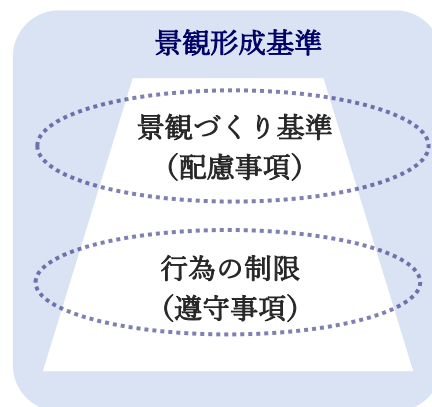 景観形成基準
景観づくり基準
（配慮事項）
行為の制限
（遵守事項）